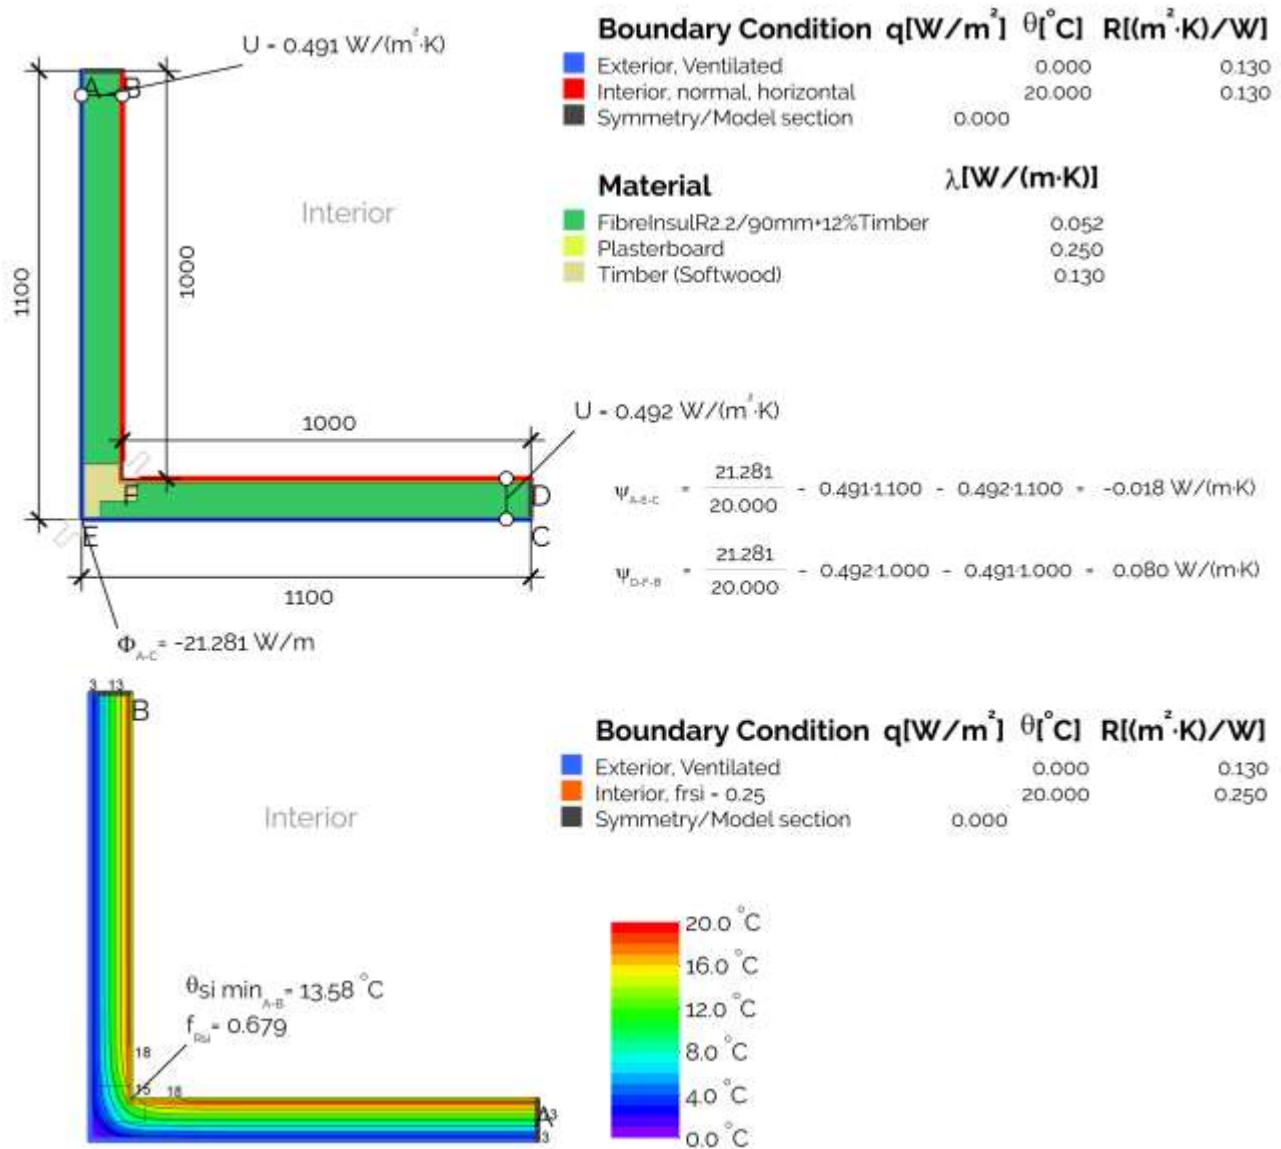 U = 0.491 W/(m²·K)
Boundary Condition q[W/m²] θ[°C] R[(m²·K)/W]
Exterior, Ventilated 0.000 0.130
Interior, normal, horizontal 20.000 0.130
Symmetry/Model section 0.000
A B
Material λ[W/(m·K)]
FibreInsulR2.2/90mm+12%Timber 0.052
Plasterboard 0.250
Timber (Softwood) 0.130
Interior
1100
1000
1000
U = 0.492 W/(m²·K)
F
D
E
C
1100
ψA-E-C = 21.281/20.000 - 0.491·1.100 - 0.492·1.100 = -0.018 W/(m·K)
ψD-F-B = 21.281/20.000 - 0.492·1.000 - 0.491·1.000 = 0.080 W/(m·K)
ΦA-C= -21.281 W/m
3 13
B
Boundary Condition q[W/m²] θ[°C] R[(m²·K)/W]
Exterior, Ventilated 0.000 0.130
Interior, frsi = 0.25 20.000 0.250
Symmetry/Model section 0.000
Interior
θsi minA-B= 13.58 °C
fRsi= 0.679
18
15 18
A 3
3
20.0 °C
16.0 °C
12.0 °C
8.0 °C
4.0 °C
0.0 °C